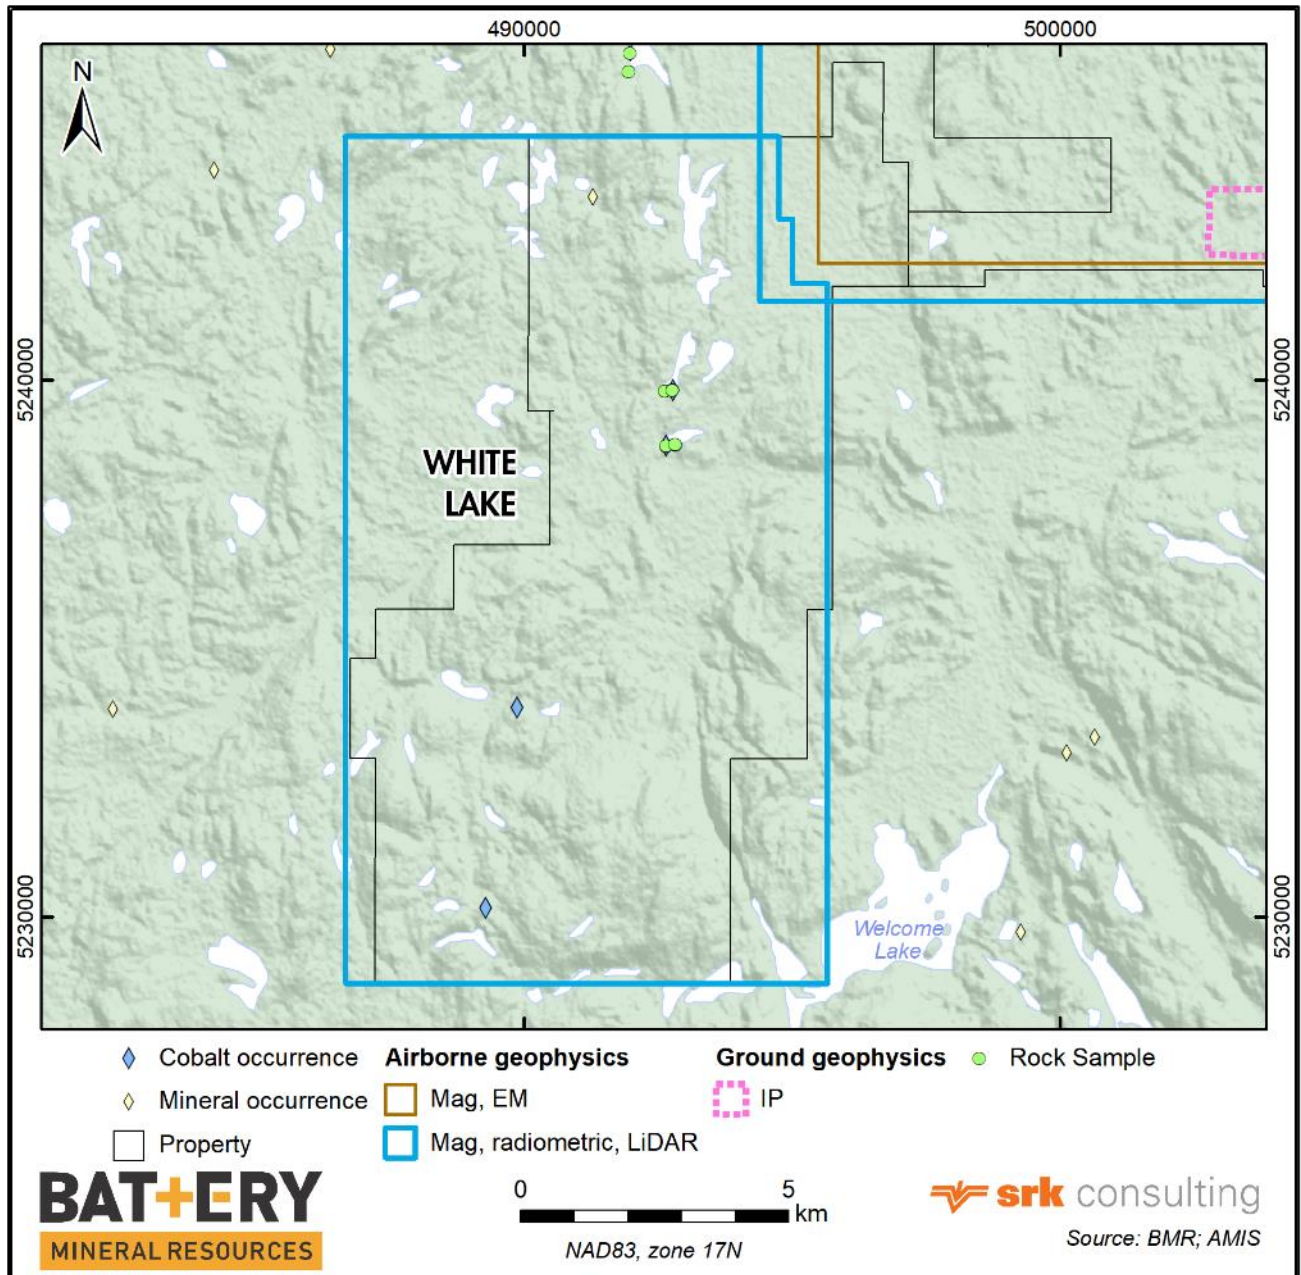 490000
500000
N
5240000
5240000
WHITE
LAKE
5230000
5230000
Welcome
Lake
Cobalt occurrence
Airborne geophysics
Ground geophysics
Rock Sample
Mineral occurrence
Mag, EM
IP
Property
Mag, radiometric, LiDAR
BATTERY
MINERAL RESOURCES
0
5
km
NAD83, zone 17N
srk consulting
Source: BMR; AMIS